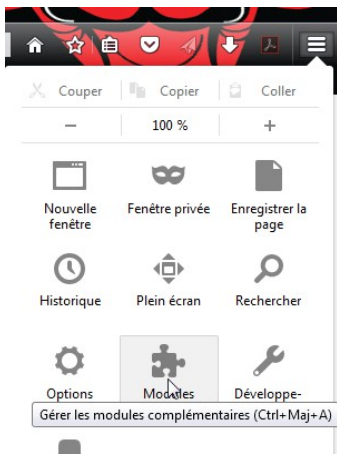 Couper Copier Coller
− 100 % +
Nouvelle fenêtre Fenêtre privée Enregistrer la page
Historique Plein écran Rechercher
Options Modules Développe-
Gérer les modules complémentaires (Ctrl+Maj+A)